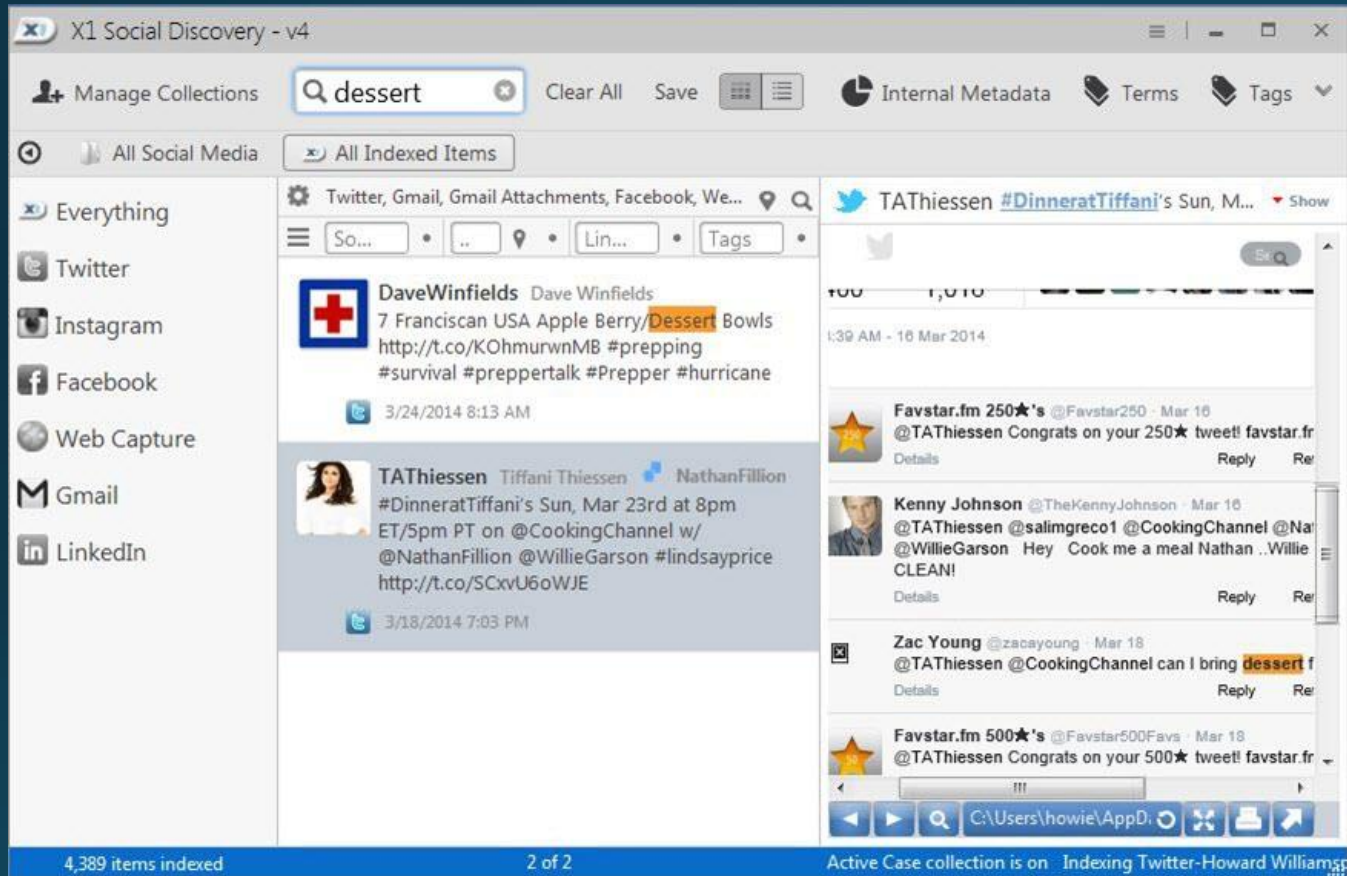 X1 Social Discovery - v4
Manage Collections
dessert
Clear All
Save
Internal Metadata
Terms
Tags
All Social Media
X1 All Indexed Items
X1 Everything
Twitter
Instagram
Facebook
Web Capture
Gmail
LinkedIn
Twitter, Gmail, Gmail Attachments, Facebook, We...
So...
..
Lin...
Tags
DaveWinfields Dave Winfields
7 Franciscan USA Apple Berry/Dessert Bowls
http://t.co/KOhmurwnMB #prepping
#survival #preppertalk #Prepper #hurricane
3/24/2014 8:13 AM
TAThiessen Tiffani Thiessen NathanFillion
#DinneratTiffani's Sun, Mar 23rd at 8pm
ET/5pm PT on @CookingChannel w/
@NathanFillion @WillieGarson #lindsayprice
http://t.co/SCxvU6oWJE
3/18/2014 7:03 PM
TAThiessen #DinneratTiffani's Sun, M...
Show
:39 AM - 16 Mar 2014
Favstar.fm 250★'s @Favstar250 · Mar 16
@TAThiessen Congrats on your 250★ tweet! favstar.fr
Details Reply Re
Kenny Johnson @TheKennyJohnson · Mar 16
@TAThiessen @salimgreco1 @CookingChannel @Nat
@WillieGarson Hey Cook me a meal Nathan ..Willie
CLEAN!
Details Reply Re
Zac Young @zacayoung · Mar 18
@TAThiessen @CookingChannel can I bring dessert f
Details Reply Re
Favstar.fm 500★'s @Favstar500Favs · Mar 18
@TAThiessen Congrats on your 500★ tweet! favstar.fr
C:\Users\howie\AppD
4,389 items indexed
2 of 2
Active Case collection is on Indexing Twitter-Howard Williamsp